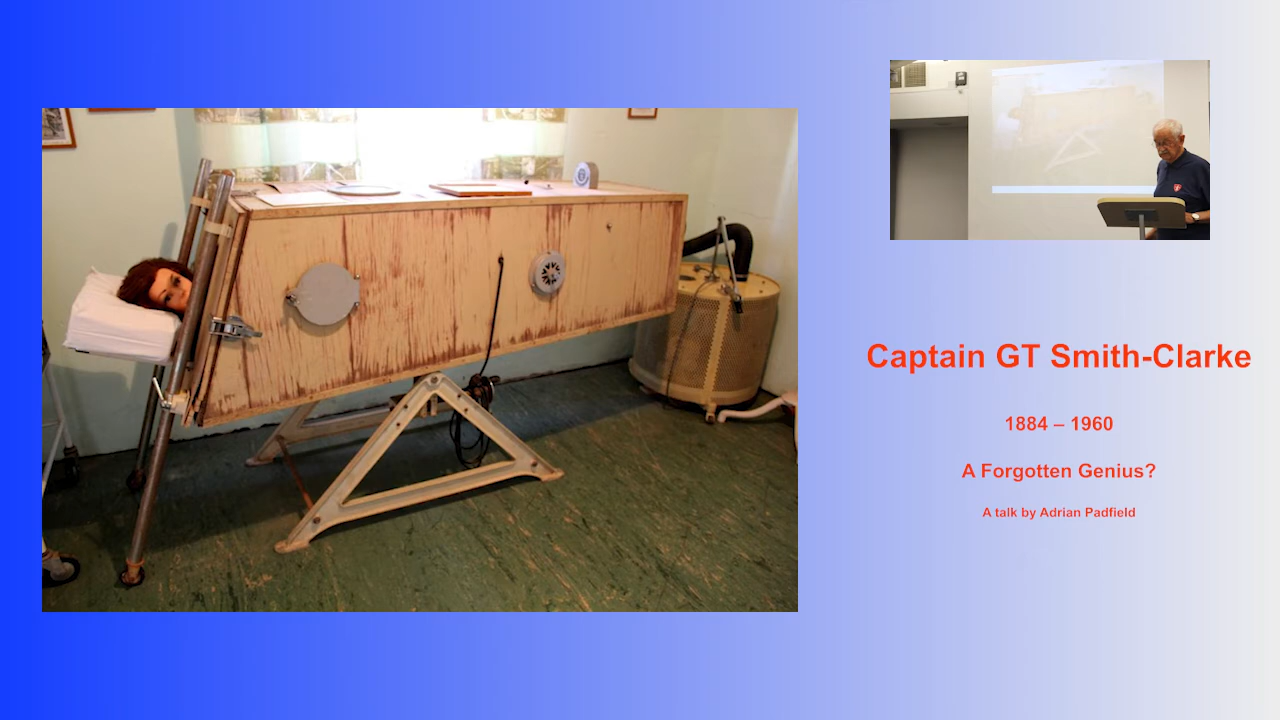 Captain GT Smith-Clarke
1884 – 1960
A Forgotten Genius?
A talk by Adrian Padfield